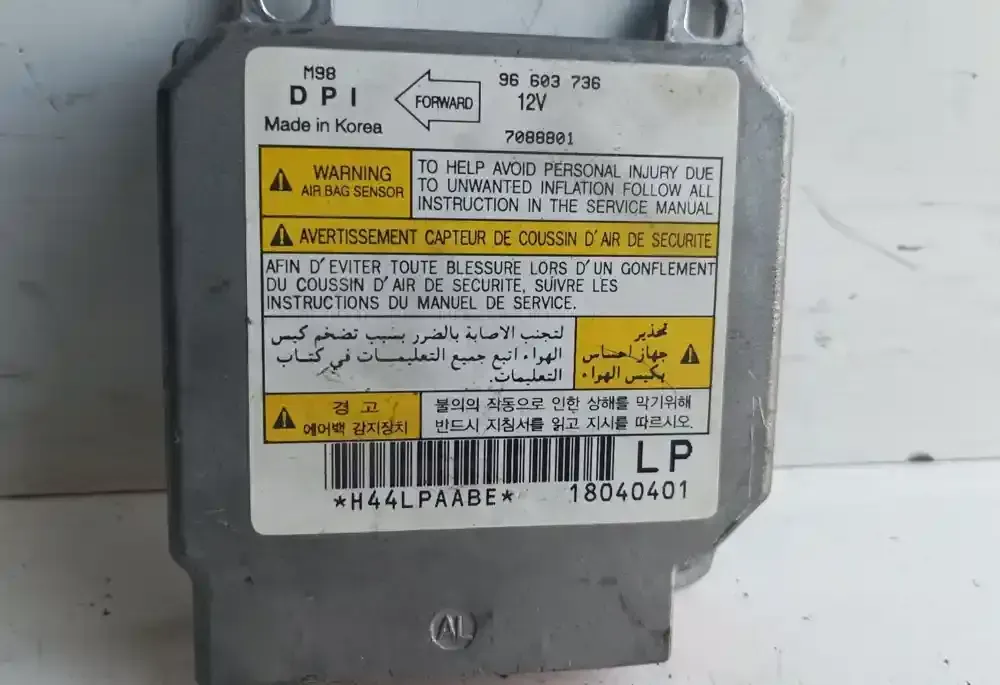 M98
DPI
Made in Korea
FORWARD
96 603 736
12V
7088801
WARNING
AIR BAG SENSOR
TO HELP AVOID PERSONAL INJURY DUE
TO UNWANTED INFLATION FOLLOW ALL
INSTRUCTION IN THE SERVICE MANUAL
AVERTISSEMENT CAPTEUR DE COUSSIN D'AIR DE SECURITE
AFIN D'EVITER TOUTE BLESSURE LORS D'UN GONFLEMENT
DU COUSSIN D'AIR DE SECURITE, SUIVRE LES
INSTRUCTIONS DU MANUEL DE SERVICE.
تحذير
جهاز احساس
بكيس الهواء
لتجنب الاصابة بالضرر بسبب تضخم كيس
الهواء اتبع جميع التعليمات في كتاب
التعليمات.
경 고
에어백 감지장치
불의의 작동으로 인한 상해를 막기위해
반드시 지침서를 읽고 지시를 따르시오.
LP
*H44LPAABE*
18040401
AL